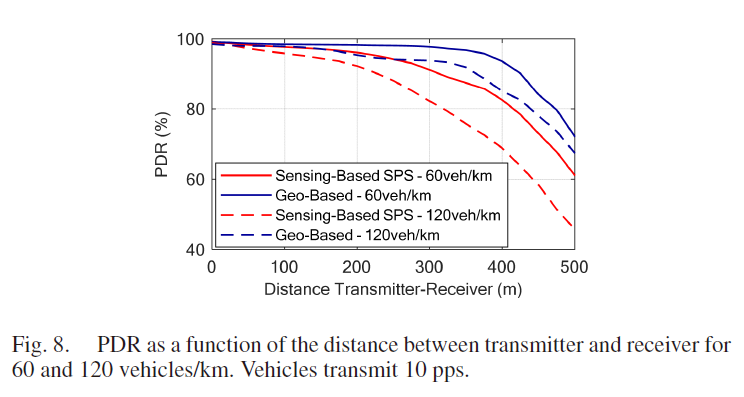 100
80
60
40
PDR (%)
Sensing-Based SPS - 60veh/km
Geo-Based - 60veh/km
Sensing-Based SPS - 120veh/km
Geo-Based - 120veh/km
0 100 200 300 400 500
Distance Transmitter-Receiver (m)
Fig. 8. PDR as a function of the distance between transmitter and receiver for
60 and 120 vehicles/km. Vehicles transmit 10 pps.